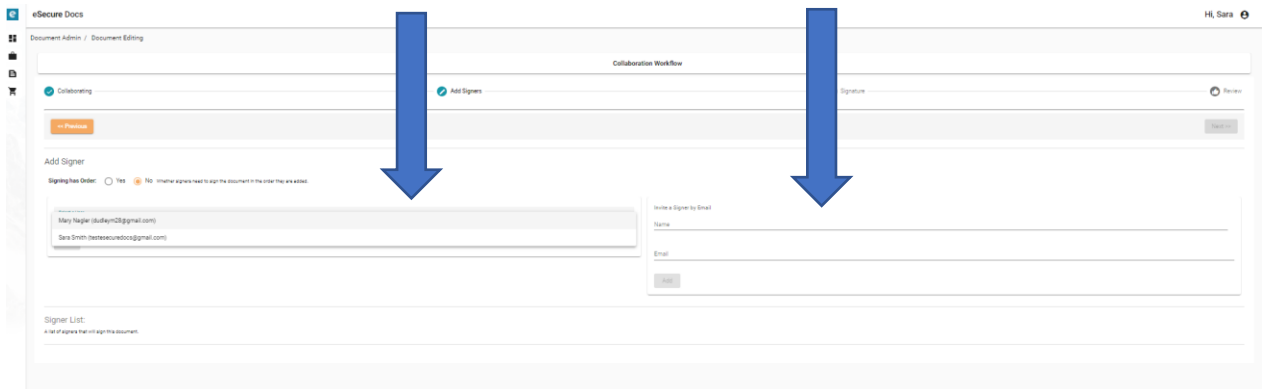 eSecure Docs
Hi, Sara
Document Admin / Document Editing
Collaboration Workflow
Collaborating
Add Signers
Signature
Review
<< Previous
Next >>
Add Signer
Signing has Order: Yes No Whether signers need to sign the document in the order they are added.
Mary Nagler (dudleym28@gmail.com)
Sara Smith (testesecuredocs@gmail.com)
Invite a Signer by Email
Name
Email
Add
Signer List:
A list of signers that will sign this document.